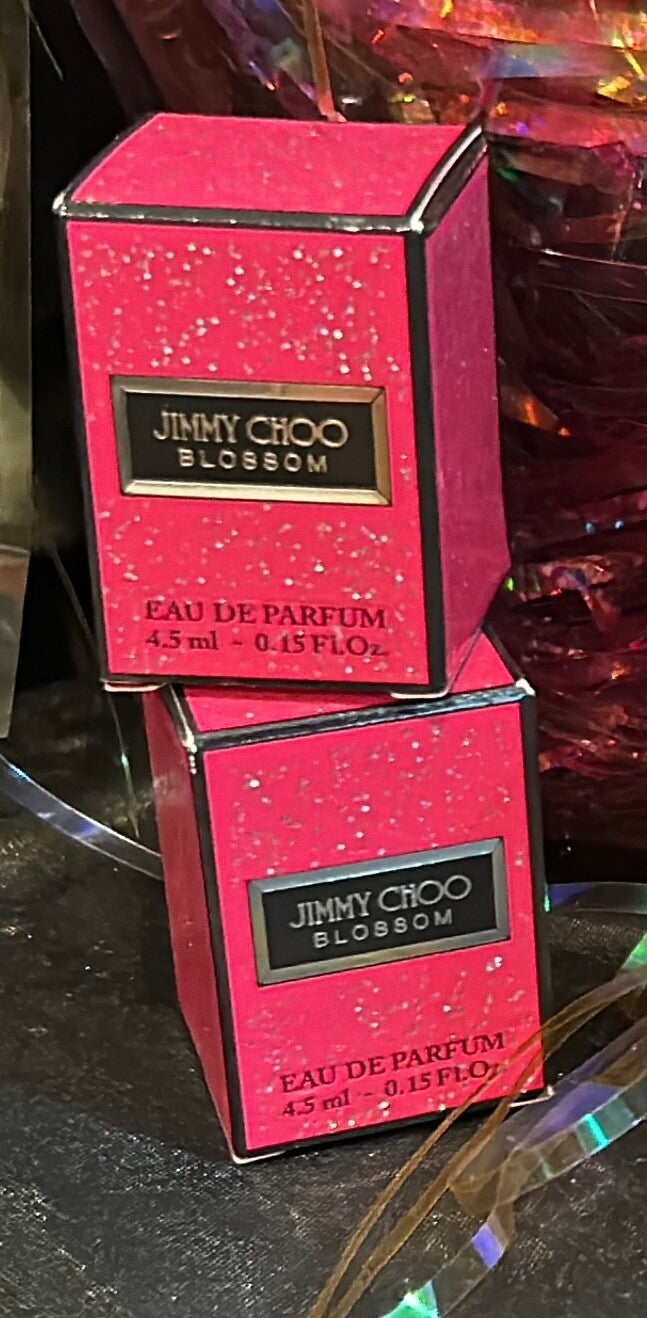 JIMMY CHOO
BLOSSOM
EAU DE PARFUM
4.5 ml - 0.15 Fl.Oz.
JIMMY CHOO
BLOSSOM
EAU DE PARFUM
4.5 ml - 0.15 Fl.Oz.